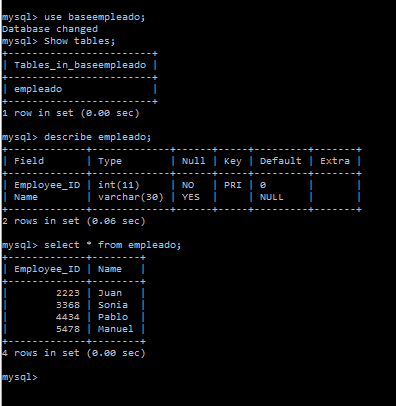 mysql> use baseempleado;
Database changed
mysql> Show tables;
+------------------------+
| Tables_in_baseempleado |
+------------------------+
| empleado               |
+------------------------+
1 row in set (0.00 sec)
mysql> describe empleado;
+-------------+-------------+------+-----+---------+-------+
| Field       | Type        | Null | Key | Default | Extra |
+-------------+-------------+------+-----+---------+-------+
| Employee_ID | int(11)     | NO   | PRI | 0       |       |
| Name        | varchar(30) | YES  |     | NULL    |       |
+-------------+-------------+------+-----+---------+-------+
2 rows in set (0.06 sec)
mysql> select * from empleado;
+-------------+--------+
| Employee_ID | Name   |
+-------------+--------+
|        2223 | Juan   |
|        3368 | Sonia  |
|        4434 | Pablo  |
|        5478 | Manuel |
+-------------+--------+
4 rows in set (0.00 sec)
mysql>